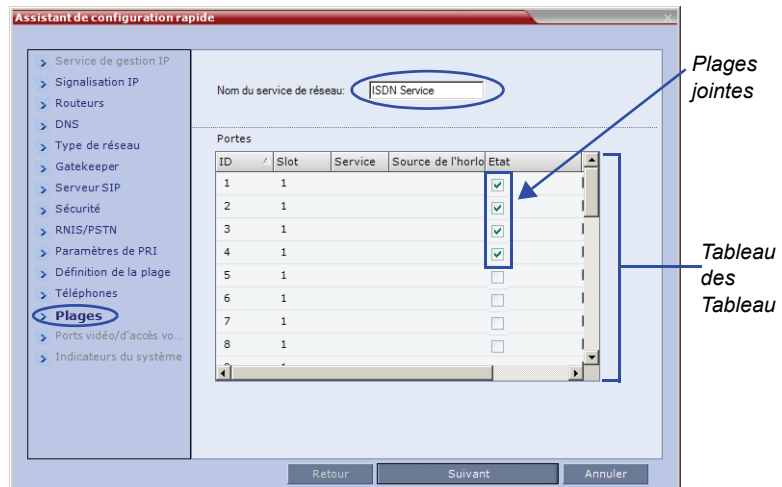 Assistant de configuration rapide
Service de gestion IP
Signalisation IP
Routeurs
DNS
Type de réseau
Gatekeeper
Serveur SIP
Sécurité
RNIS/PSTN
Paramètres de PRI
Définition de la plage
Téléphones
Plages
Ports vidéo/d'accès vo...
Indicateurs du système
Nom du service de réseau: ISDN Service
Portes
ID Slot Service Source de l'horlo Etat
1 1
2 1
3 1
4 1
5 1
6 1
7 1
8 1
Retour Suivant Annuler
Plages
jointes
Tableau
des
Tableau